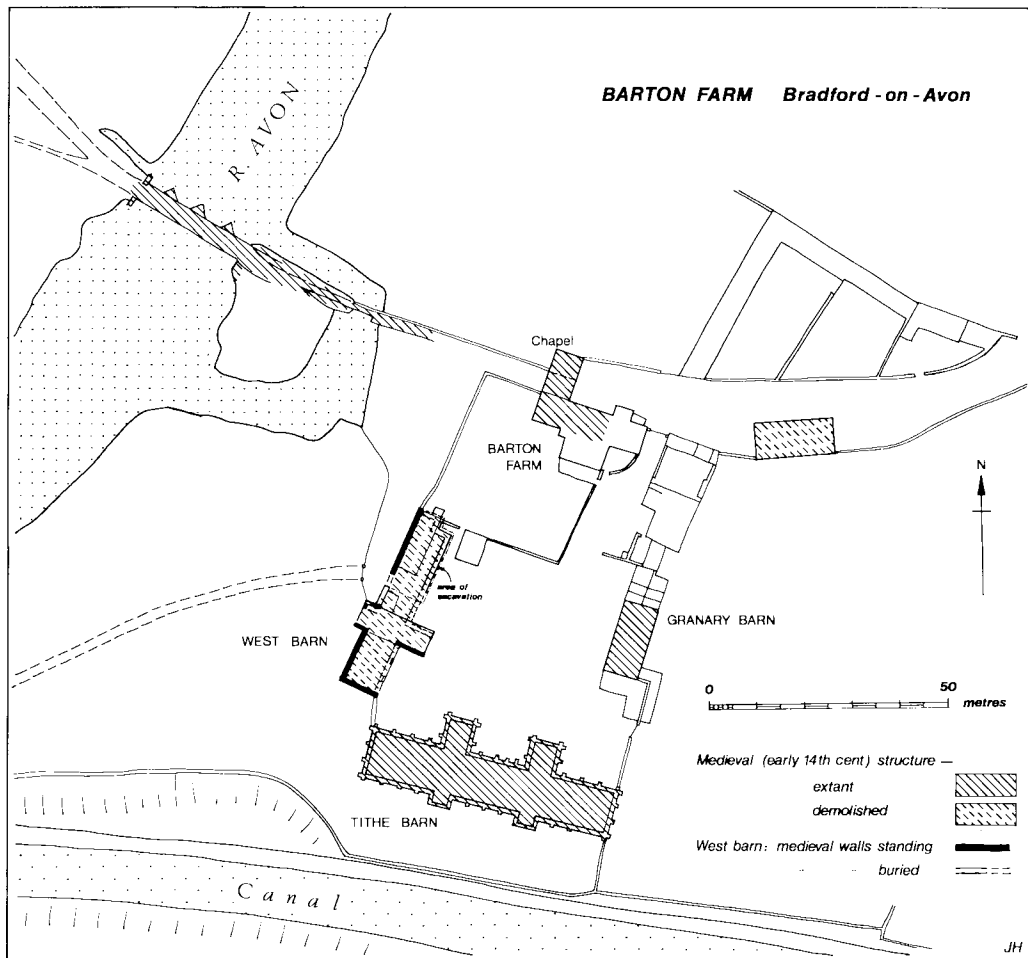 BARTON FARM Bradford-on-Avon
R. AVON
Chapel
BARTON
FARM
N
area of
excavation
WEST BARN
GRANARY BARN
0 50
metres
Medieval (early 14th cent) structure —
extant
demolished
TITHE BARN
West barn: medieval walls standing
" " buried
Canal
JH